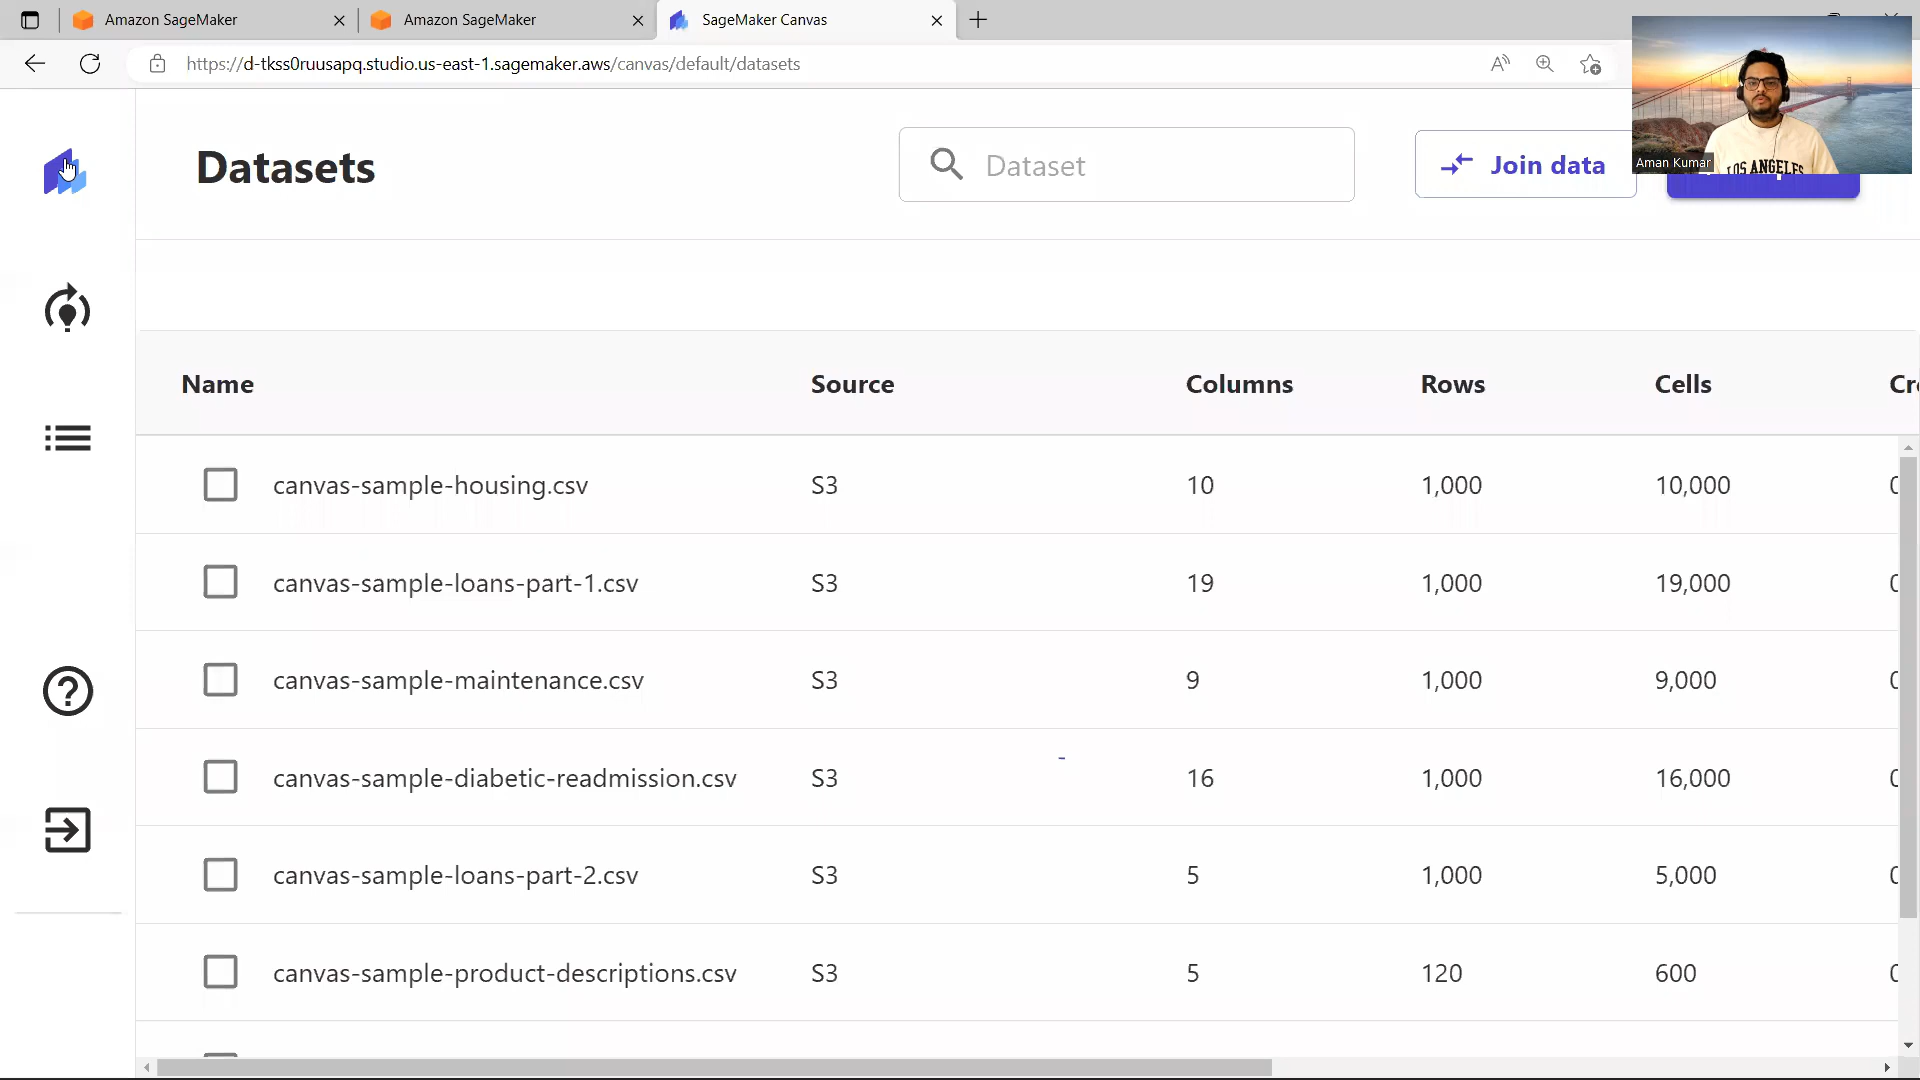 Amazon SageMaker
Amazon SageMaker
SageMaker Canvas
https://d-tkss0ruusapq.studio.us-east-1.sagemaker.aws/canvas/default/datasets
Aman Kumar
LOS ANGELES
Datasets
Dataset
Join data
Name Source Columns Rows Cells
canvas-sample-housing.csv S3 10 1,000 10,000
canvas-sample-loans-part-1.csv S3 19 1,000 19,000
canvas-sample-maintenance.csv S3 9 1,000 9,000
canvas-sample-diabetic-readmission.csv S3 16 1,000 16,000
canvas-sample-loans-part-2.csv S3 5 1,000 5,000
canvas-sample-product-descriptions.csv S3 5 120 600